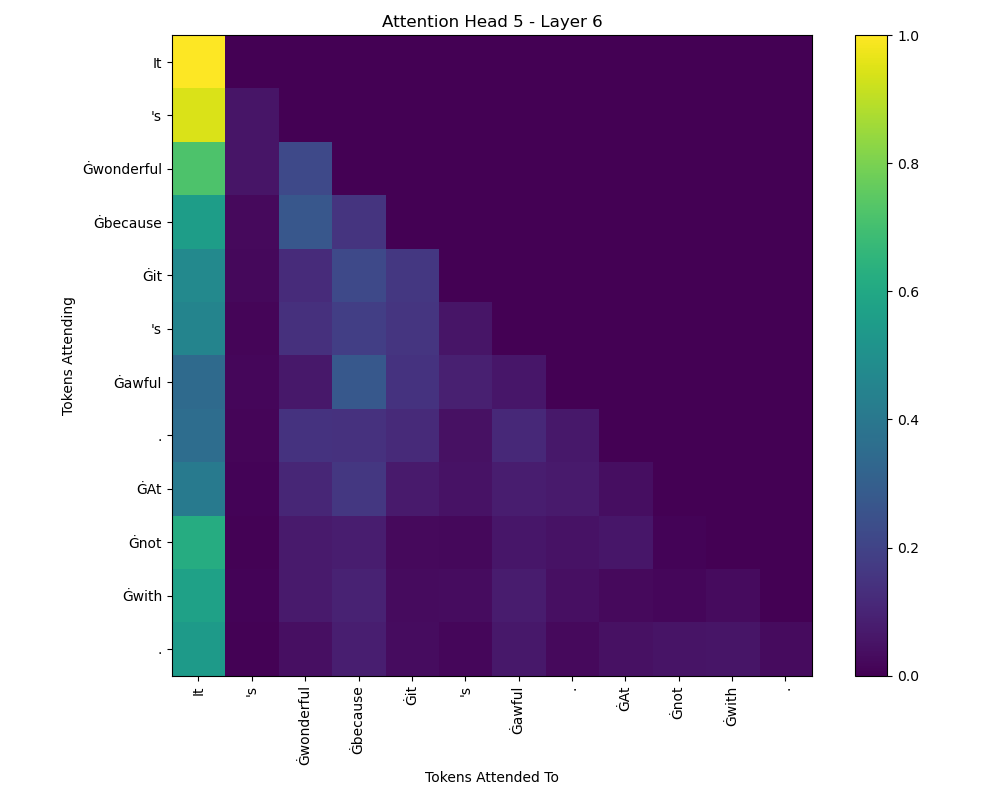 Attention Head 5 - Layer 6
It
's
Ġwonderful
Ġbecause
Ġit
's
Ġawful
.
ĠAt
Ġnot
Ġwith
.
Tokens Attending
It
's
Ġwonderful
Ġbecause
Ġit
's
Ġawful
.
ĠAt
Ġnot
Ġwith
.
Tokens Attended To
1.0
0.8
0.6
0.4
0.2
0.0